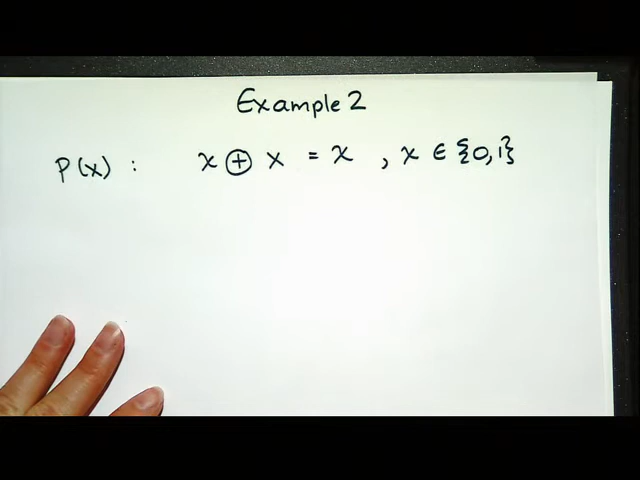 Example 2
P(x) : x ⊕ x = x , x ∈ {0,1}